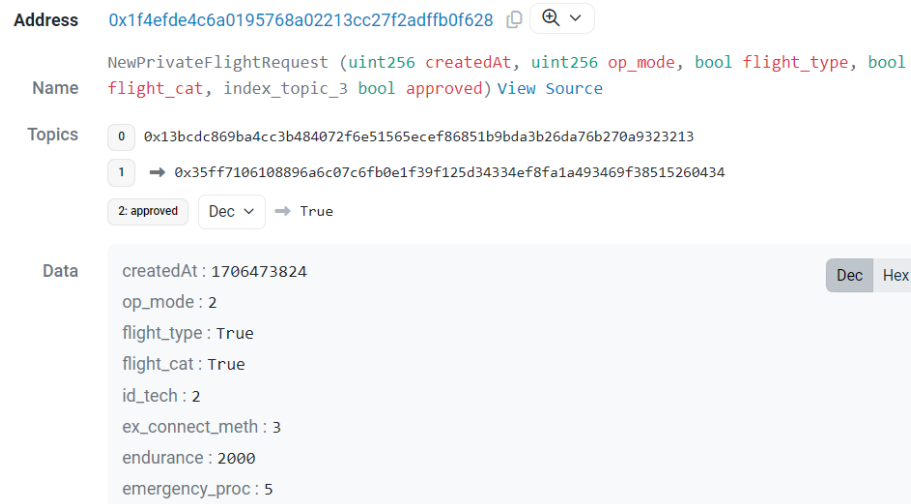 Address 0x1f4efde4c6a0195768a02213cc27f2adffb0f628
NewPrivateFlightRequest (uint256 createdAt, uint256 op_mode, bool flight_type, bool
Name flight_cat, index_topic_3 bool approved) View Source
Topics 0 0x13bcdc869ba4cc3b484072f6e51565ecef86851b9bda3b26da76b270a9323213
1 ➞ 0x35ff7106108896a6c07c6fb0e1f39f125d34334ef8fa1a493469f38515260434
2: approved Dec ➞ True
Data createdAt : 1706473824 Dec Hex
op_mode : 2
flight_type : True
flight_cat : True
id_tech : 2
ex_connect_meth : 3
endurance : 2000
emergency_proc : 5